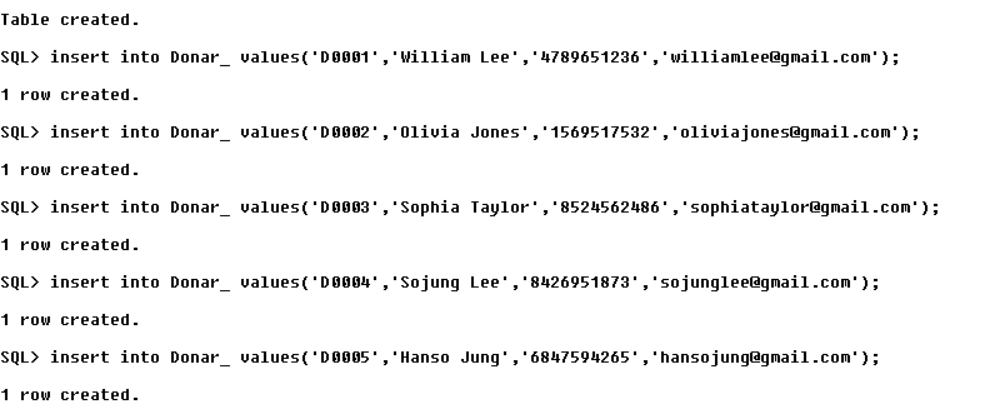 Table created.
SQL> insert into Donar_ values('D0001','William Lee','4789651236','williamlee@gmail.com');
1 row created.
SQL> insert into Donar_ values('D0002','Olivia Jones','1569517532','oliviajones@gmail.com');
1 row created.
SQL> insert into Donar_ values('D0003','Sophia Taylor','8524562486','sophiataylor@gmail.com');
1 row created.
SQL> insert into Donar_ values('D0004','Sojung Lee','8426951873','sojunglee@gmail.com');
1 row created.
SQL> insert into Donar_ values('D0005','Hanso Jung','6847594265','hansojung@gmail.com');
1 row created.